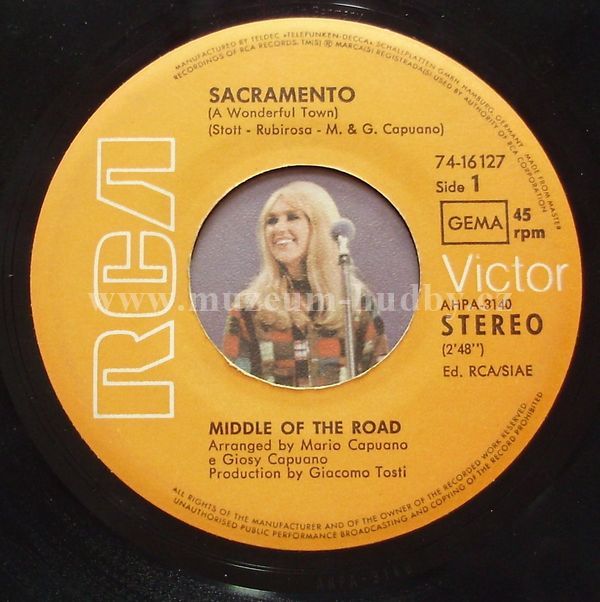 MANUFACTURED BY TELDEC »TELEFUNKEN-DECCA« SCHALLPLATTEN GMBH HAMBURG, GERMANY MADE FROM MASTER
RECORDINGS OF RCA RECORDS. TM(S) ® MARCA(S) REGISTRADA(S) USED BY AUTHORITY OF RCA CORPORATION
SACRAMENTO
(A Wonderful Town)
(Stott - Rubirosa - M. & G. Capuano)
74-16127
Side 1
GEMA
45
rpm
RCA
Victor
www.muzeum-hudby
AHPA-3140
STEREO
(2'48'')
Ed. RCA/SIAE
MIDDLE OF THE ROAD
Arranged by Mario Capuano
e Giosy Capuano
Production by Giacomo Tosti
ALL RIGHTS OF THE MANUFACTURER AND OF THE OWNER OF THE RECORDED WORK RESERVED
UNAUTHORISED PUBLIC PERFORMANCE BROADCASTING AND COPYING OF THE RECORD PROHIBITED